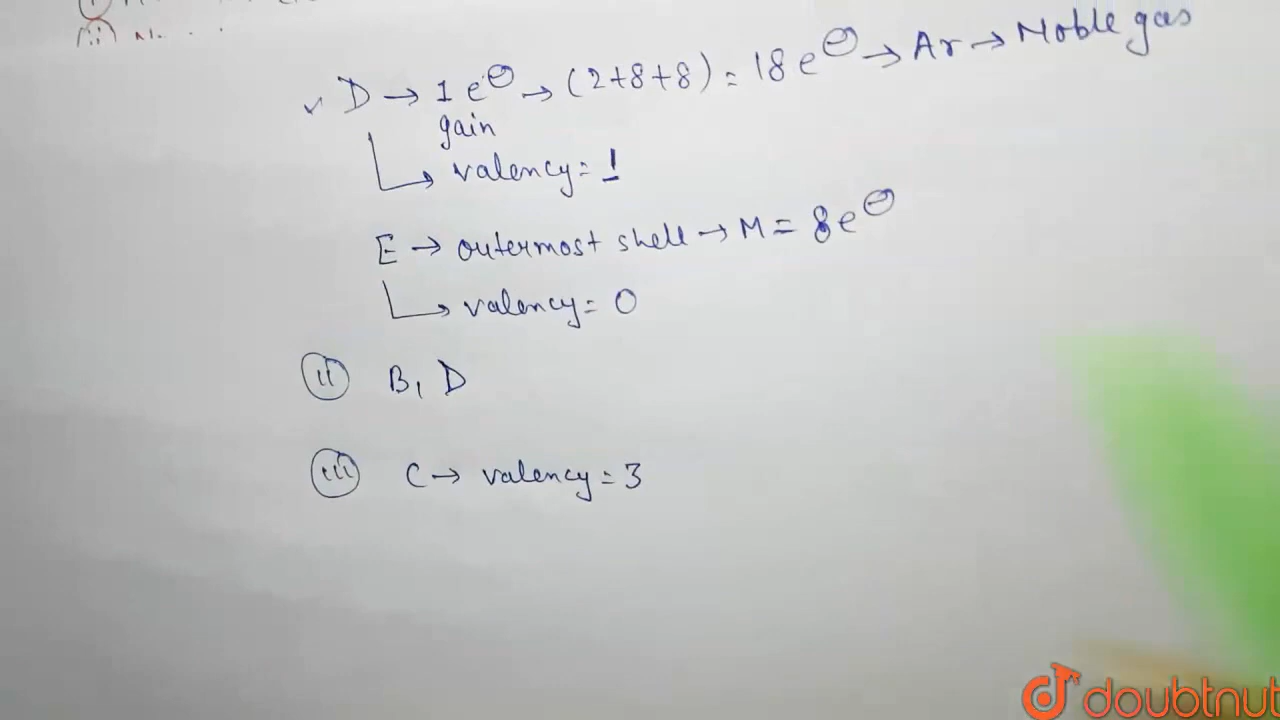 D → 1 e⊖ → (2+8+8) = 18 e⊖ → Ar → Noble gas
gain
↳ valency = 1
E → outermost shell → M = 8 e⊖
↳ valency = 0
(ii) B, D
(iii) C → valency = 3
doubtnut